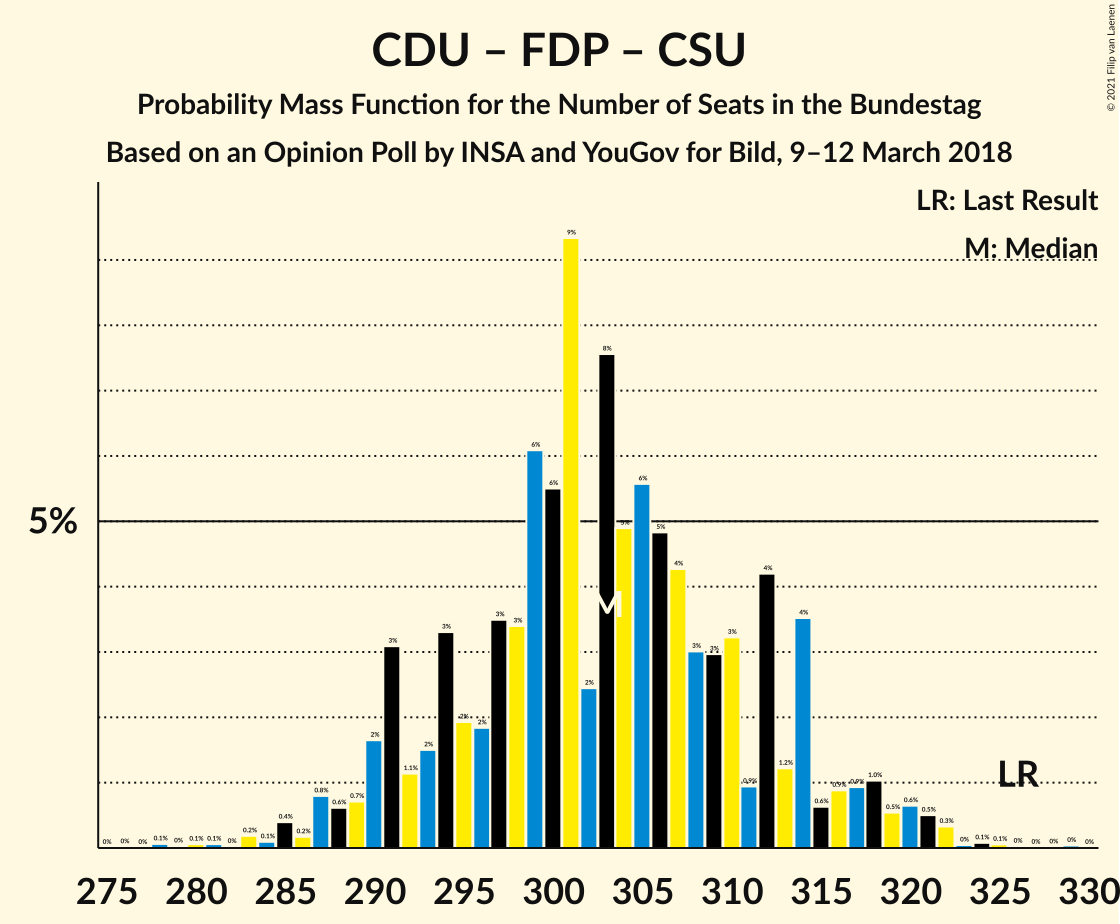 CDU – FDP – CSU
Probability Mass Function for the Number of Seats in the Bundestag
Based on an Opinion Poll by INSA and YouGov for Bild, 9–12 March 2018
© 2021 Filip van Laenen
LR: Last Result
M: Median
5%
0% 0% 0% 0.1% 0% 0.1% 0.1% 0% 0.2% 0.1% 0.4% 0.2% 0.8% 0.6% 0.7% 2% 3% 1.1% 2% 3% 2% 2% 3% 3% 6% 6% 9% 2% 8% 5% 6% 5% 4% 3% 3% 3% 0.9% 4% 1.2% 4% 0.6% 0.9% 0.9% 1.0% 0.5% 0.6% 0.5% 0.3% 0% 0.1% 0.1% 0% 0% 0% 0% 0%
M
LR
275 280 285 290 295 300 305 310 315 320 325 330